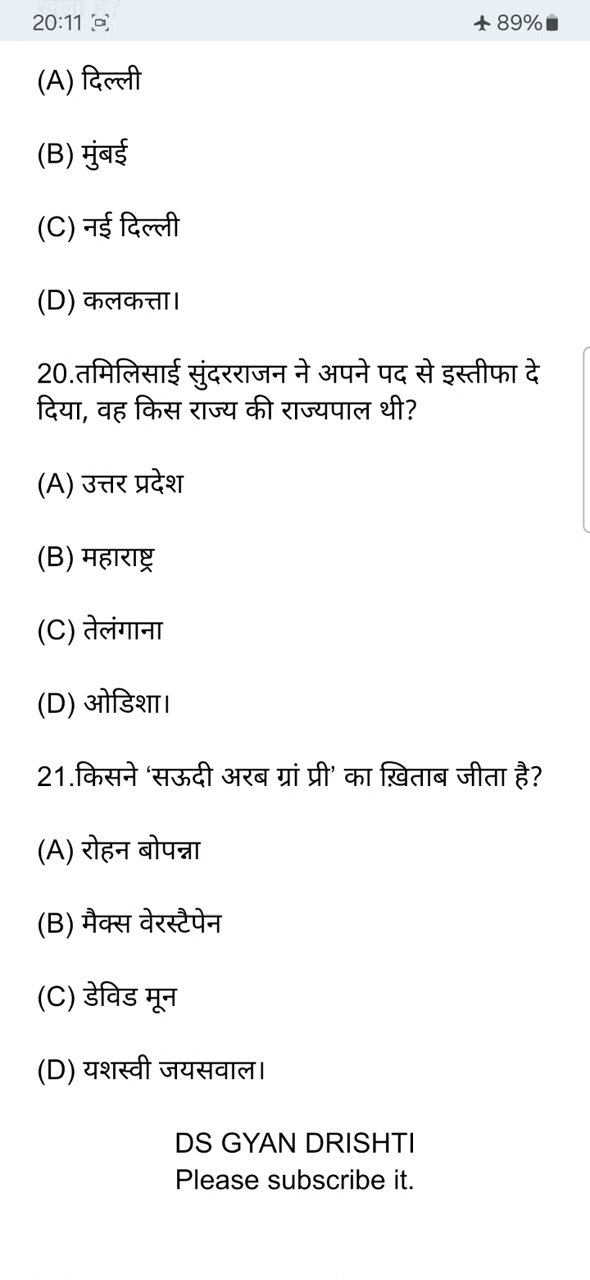 20:11
89%
(A) दिल्ली
(B) मुंबई
(C) नई दिल्ली
(D) कलकत्ता।
20.तमिलिसाई सुंदरराजन ने अपने पद से इस्तीफा दे
दिया, वह किस राज्य की राज्यपाल थी?
(A) उत्तर प्रदेश
(B) महाराष्ट्र
(C) तेलंगाना
(D) ओडिशा।
21.किसने ‘सऊदी अरब ग्रां प्री’ का ख़िताब जीता है?
(A) रोहन बोपन्ना
(B) मैक्स वेरस्टैपेन
(C) डेविड मून
(D) यशस्वी जयसवाल।
DS GYAN DRISHTI
Please subscribe it.